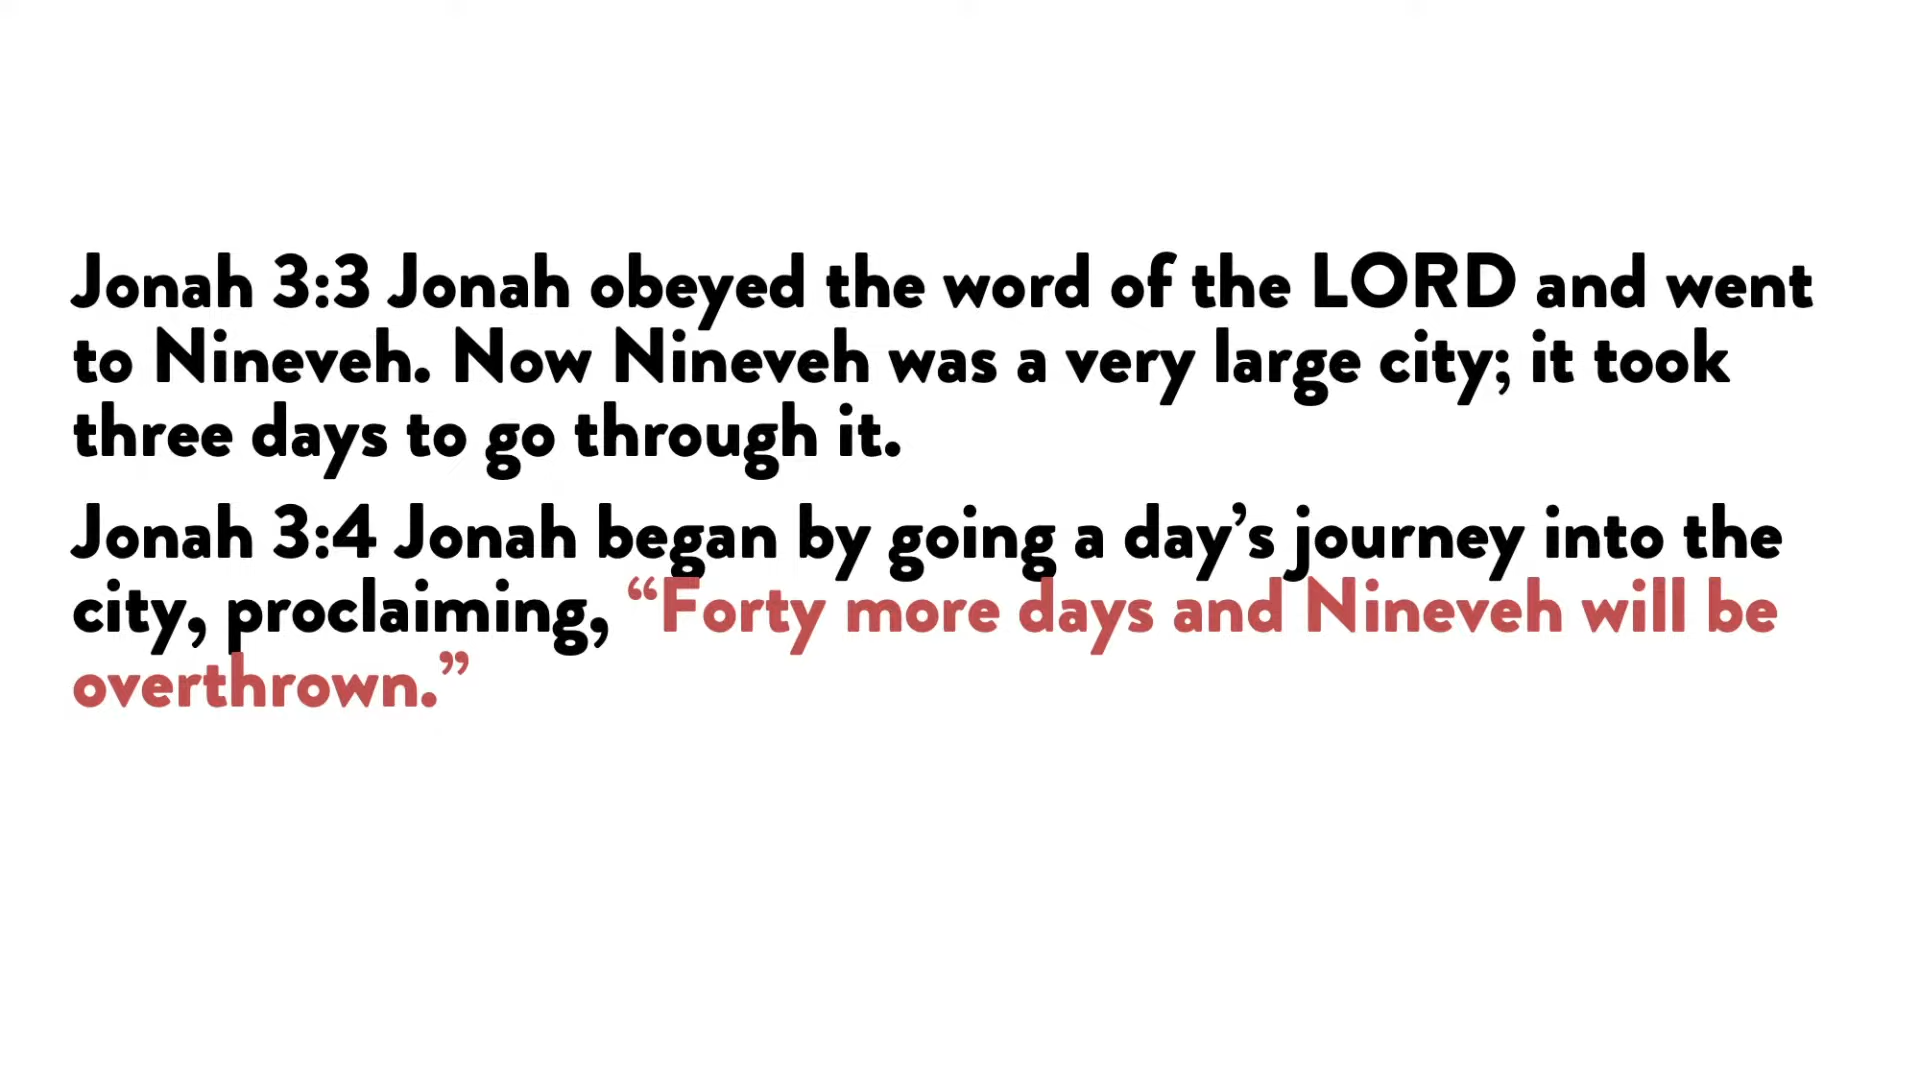 Jonah 3:3 Jonah obeyed the word of the LORD and went
to Nineveh. Now Nineveh was a very large city; it took
three days to go through it.
Jonah 3:4 Jonah began by going a day’s journey into the
city, proclaiming, “Forty more days and Nineveh will be
overthrown.”